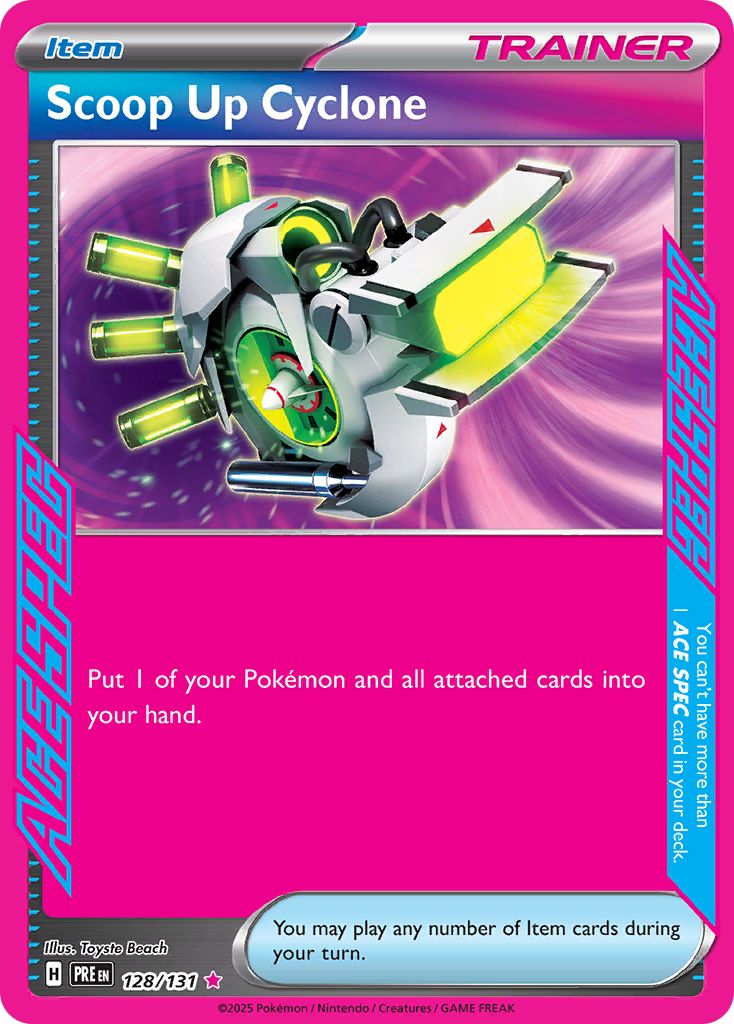 Item
TRAINER
Scoop Up Cyclone
ACE SPEC
ACE SPEC
Put 1 of your Pokémon and all attached cards into
your hand.
You can't have more than
1 ACE SPEC card in your deck.
You may play any number of Item cards during
your turn.
Illus. Toyste Beach
H PRE EN 128/131 ★
©2025 Pokémon / Nintendo / Creatures / GAME FREAK